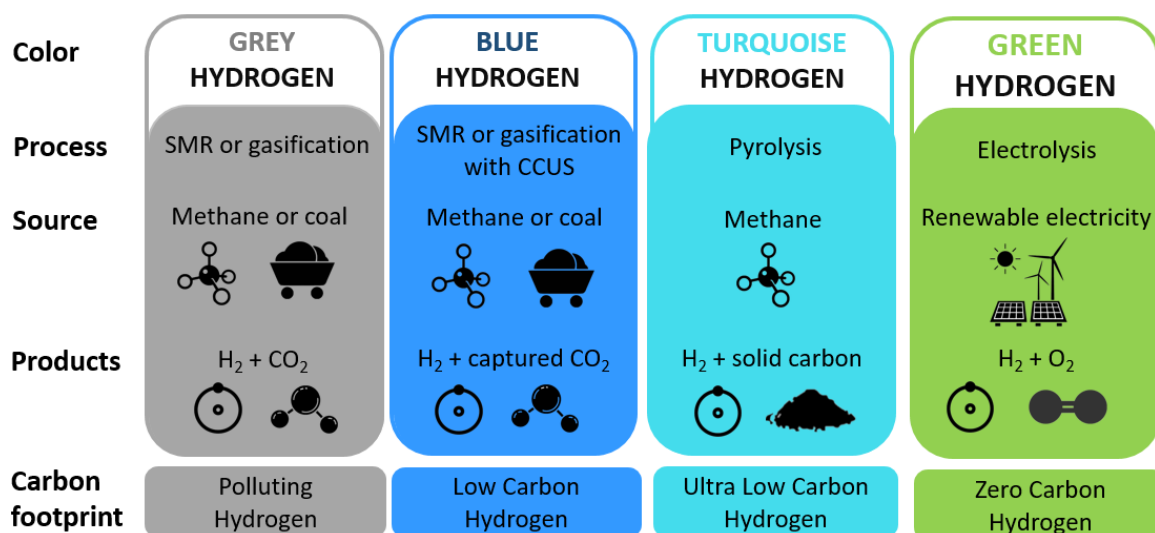 Color
GREY
HYDROGEN
BLUE
HYDROGEN
TURQUOISE
HYDROGEN
GREEN
HYDROGEN
Process
SMR or gasification
SMR or gasification
with CCUS
Pyrolysis
Electrolysis
Source
Methane or coal
Methane or coal
Methane
Renewable electricity
Products
H₂ + CO₂
H₂ + captured CO₂
H₂ + solid carbon
H₂ + O₂
Carbon
footprint
Polluting
Hydrogen
Low Carbon
Hydrogen
Ultra Low Carbon
Hydrogen
Zero Carbon
Hydrogen